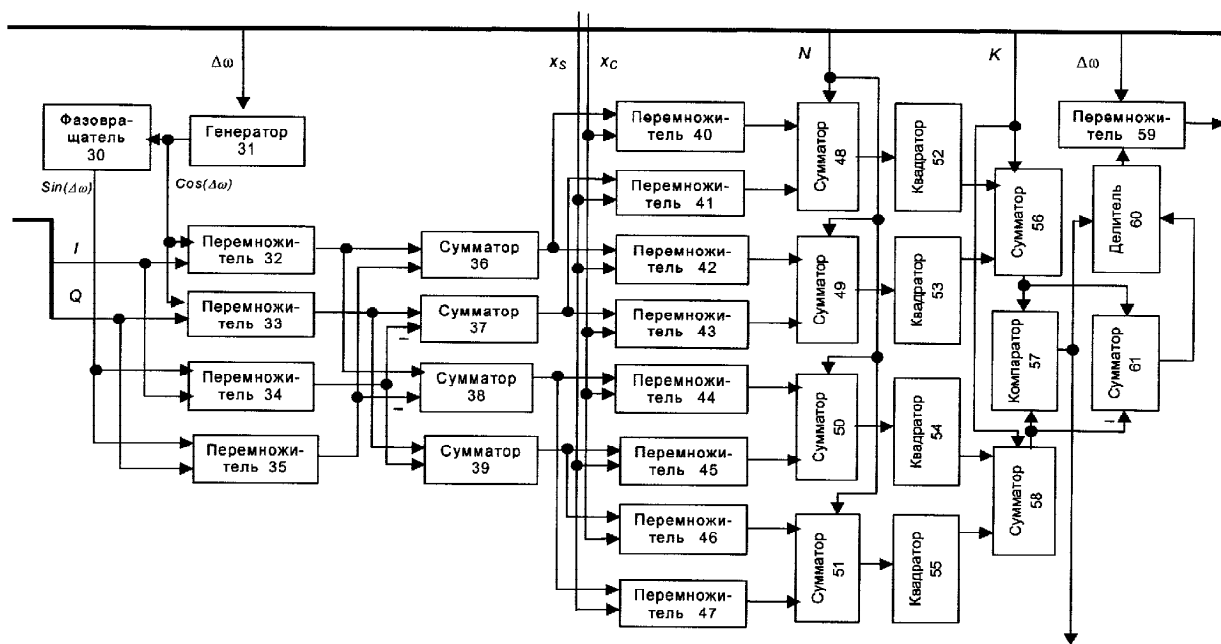 Δω
x_S
x_C
N
K
Δω
Фазовра-
щатель
30
Генератор
31
Sin(Δω)
Cos(Δω)
I
Q
Перемножи-
тель 32
Перемножи-
тель 33
Перемножи-
тель 34
Перемножи-
тель 35
Сумматор
36
Сумматор
37
–
Сумматор
38
–
Сумматор
39
Перемножи-
тель 40
Перемножи-
тель 41
Перемножи-
тель 42
Перемножи-
тель 43
Перемножи-
тель 44
Перемножи-
тель 45
Перемножи-
тель 46
Перемножи-
тель 47
Сумматор
48
Сумматор
49
Сумматор
50
Сумматор
51
Квадратор
52
Квадратор
53
Квадратор
54
Квадратор
55
Сумматор
56
Компаратор
57
Сумматор
58
Перемножи-
тель 59
Делитель
60
Сумматор
61
–